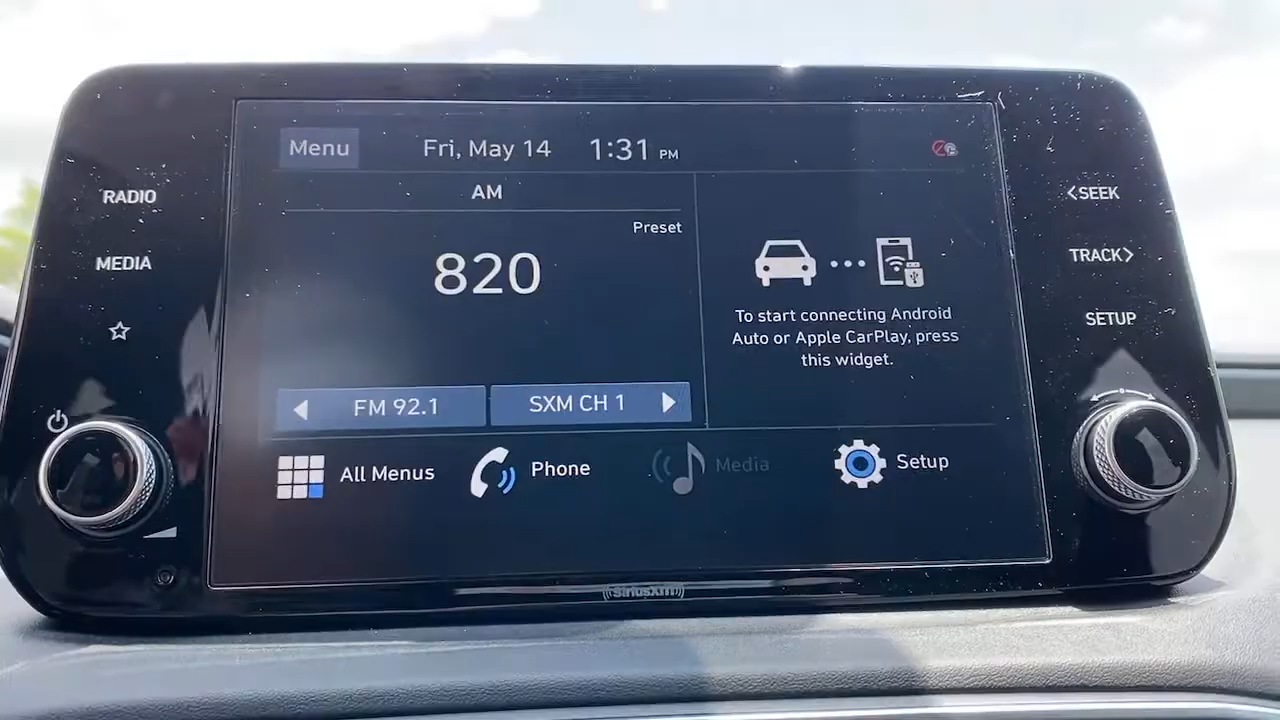 Menu
Fri, May 14
1:31 PM
RADIO
AM
<SEEK
Preset
MEDIA
820
TRACK>
To start connecting Android
Auto or Apple CarPlay, press
this widget.
SETUP
FM 92.1
SXM CH 1
All Menus
Phone
Media
Setup
((SiriusXM))